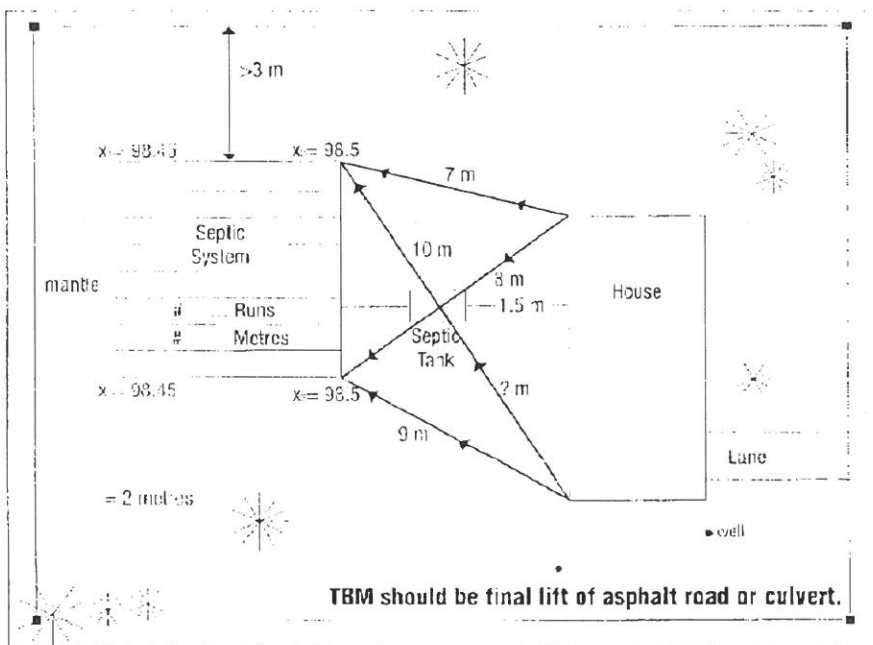 >3 m
x = 98.45
x = 98.5
7 m
Septic
System
10 m
8 m
mantle
House
Runs
1.5 m
Metres
Septic
Tank
x = 98.45
x = 98.5
? m
9 m
Lane
= 2 metres
well
TBM should be final lift of asphalt road or culvert.